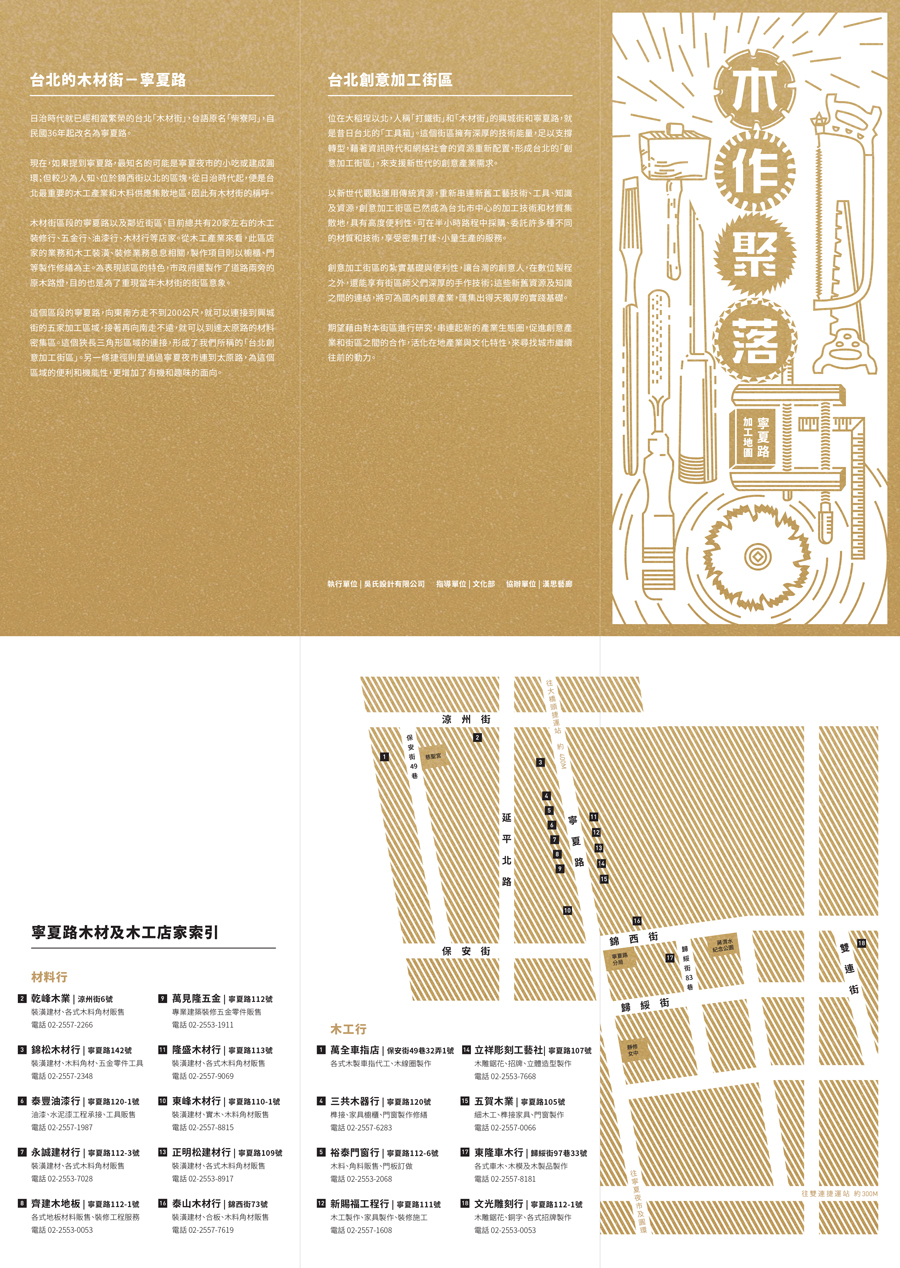 台北的木材街－寧夏路
日治時代就已經相當繁榮的台北「木材街」，台語原名「柴寮阿」，自
民國36年起改名為寧夏路。
現在，如果提到寧夏路，最知名的可能是寧夏夜市的小吃或建成圓
環；但較少為人知、位於錦西街以北的區塊，從日治時代起，便是台
北最重要的木工產業和木料供應集散地區，因此有木材街的稱呼。
木材街區段的寧夏路以及鄰近街區，目前總共有20家左右的木工
裝修行、五金行、油漆行、木材行等店家。從木工產業來看，此區店
家的業務和木工裝潢、裝修業務息息相關，製作項目則以櫥櫃、門
等製作修繕為主。為表現該區的特色，市政府還製作了道路兩旁的
原木路燈，目的也是為了重現當年木材街的街區意象。
這個區段的寧夏路，向東南方走不到200公尺，就可以連接到興城
街的五家加工區域，接著再向南走不遠，就可以到達太原路的材料
密集區。這個狹長三角形區域的連接，形成了我們所稱的「台北創
意加工街區」。另一條捷徑則是通過寧夏夜市連到太原路，為這個
區域的便利和機能性，更增加了有機和趣味的面向。
台北創意加工街區
位在大稻埕以北，人稱「打鐵街」和「木材街」的興城街和寧夏路，就
是昔日台北的「工具箱」。這個街區擁有深厚的技術能量，足以支撐
轉型，藉著資訊時代和網絡社會的資源重新配置，形成台北的「創
意加工街區」，來支援新世代的創意產業需求。
以新世代觀點運用傳統資源，重新串連新舊工藝技術、工具、知識
及資源，創意加工街區已然成為台北市中心的加工技術和材質集
散地，具有高度便利性，可在半小時路程中採購、委託許多種不同
的材質和技術，享受密集打樣、小量生產的服務。
創意加工街區的紮實基礎與便利性，讓台灣的創意人，在數位製程
之外，還能享有街區師父們深厚的手作技術；這些新舊資源及知識
之間的連結，將可為國內創意產業，匯集出得天獨厚的實踐基礎。
期望藉由對本街區進行研究，串連起新的產業生態圈，促進創意產
業和街區之間的合作，活化在地產業與文化特性，來尋找城市繼續
往前的動力。
執行單位 | 吳氏設計有限公司　指導單位 | 文化部　協辦單位 | 漢思藝廊
木
作
聚
落
寧夏路
加工地圖
涼州街
保安街49巷
慈聖宮
往大橋頭捷運站 約400M
延平北路
寧夏路
保安街
錦西街
寧夏路
分局
歸綏街83巷
蔣渭水
紀念公園
雙連街
歸綏街
靜修
女中
往雙連捷運站 約300M
往寧夏夜市及圓環
1
2
3
4
5
6
7
8
9
10
11
12
13
14
15
16
17
18
寧夏路木材及木工店家索引
材料行
2 乾峰木業 | 涼州街6號
裝潢建材、各式木料角材販售
電話 02-2557-2266
3 錦松木材行 | 寧夏路142號
裝潢建材、木料角材、五金零件工具
電話 02-2557-2348
6 泰豐油漆行 | 寧夏路120-1號
油漆、水泥漆工程承接、工具販售
電話 02-2557-1987
7 永誠建材行 | 寧夏路112-3號
裝潢建材、各式木料角材販售
電話 02-2553-7028
8 齊建木地板 | 寧夏路112-1號
各式地板材料販售、裝修工程服務
電話 02-2553-0053
9 萬見隆五金 | 寧夏路112號
專業建築裝修五金零件販售
電話 02-2553-1911
11 隆盛木材行 | 寧夏路113號
裝潢建材、各式木料角材販售
電話 02-2557-9069
10 東峰木材行 | 寧夏路110-1號
裝潢建材、實木、木料角材販售
電話 02-2557-8815
13 正明松建材行 | 寧夏路109號
裝潢建材、各式木料角材販售
電話 02-2553-8917
16 泰山木材行 | 錦西街73號
裝潢建材、合板、木料角材販售
電話 02-2557-7619
木工行
1 萬全車指店 | 保安街49巷32弄1號
各式木製車指代工、木線圈製作
4 三共木器行 | 寧夏路120號
榫接、家具櫥櫃、門窗製作修繕
電話 02-2557-6283
5 裕泰門窗行 | 寧夏路112-6號
木料、角料販售、門板訂做
電話 02-2553-2068
12 新賜福工程行 | 寧夏路111號
木工製作、家具製作、裝修施工
電話 02-2557-1608
14 立祥彫刻工藝社| 寧夏路107號
木雕鋸花、招牌、立體造型製作
電話 02-2553-7668
15 五賀木業 | 寧夏路105號
細木工、榫接家具、門窗製作
電話 02-2557-0066
17 東隆車木行 | 歸綏街97巷33號
各式車木、木模及木製品製作
電話 02-2557-8181
18 文光雕刻行 | 寧夏路112-1號
木雕鋸花、銅字、各式招牌製作
電話 02-2553-0053